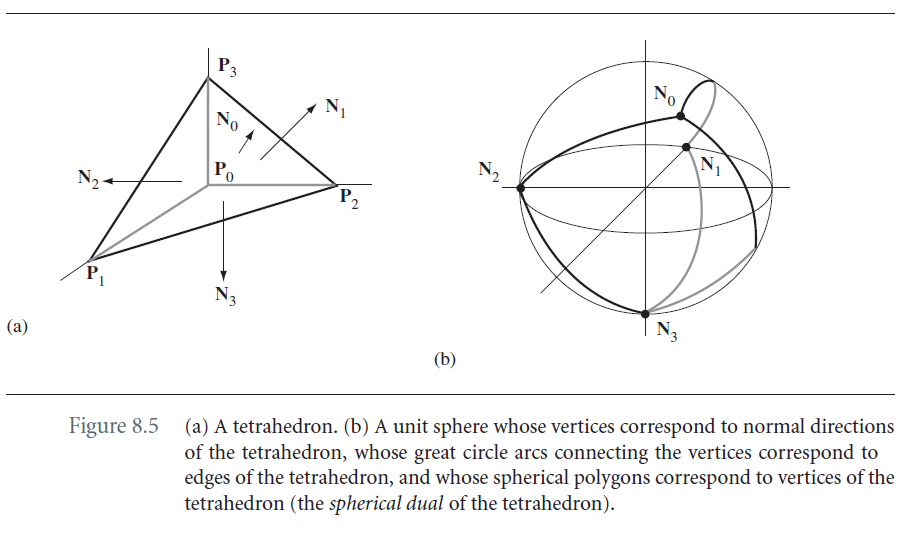 P3
N1
N0
P0
N2
P2
P1
N3
(a)
N0
N1
N2
N3
(b)
Figure 8.5 (a) A tetrahedron. (b) A unit sphere whose vertices correspond to normal directions
of the tetrahedron, whose great circle arcs connecting the vertices correspond to
edges of the tetrahedron, and whose spherical polygons correspond to vertices of the
tetrahedron (the spherical dual of the tetrahedron).